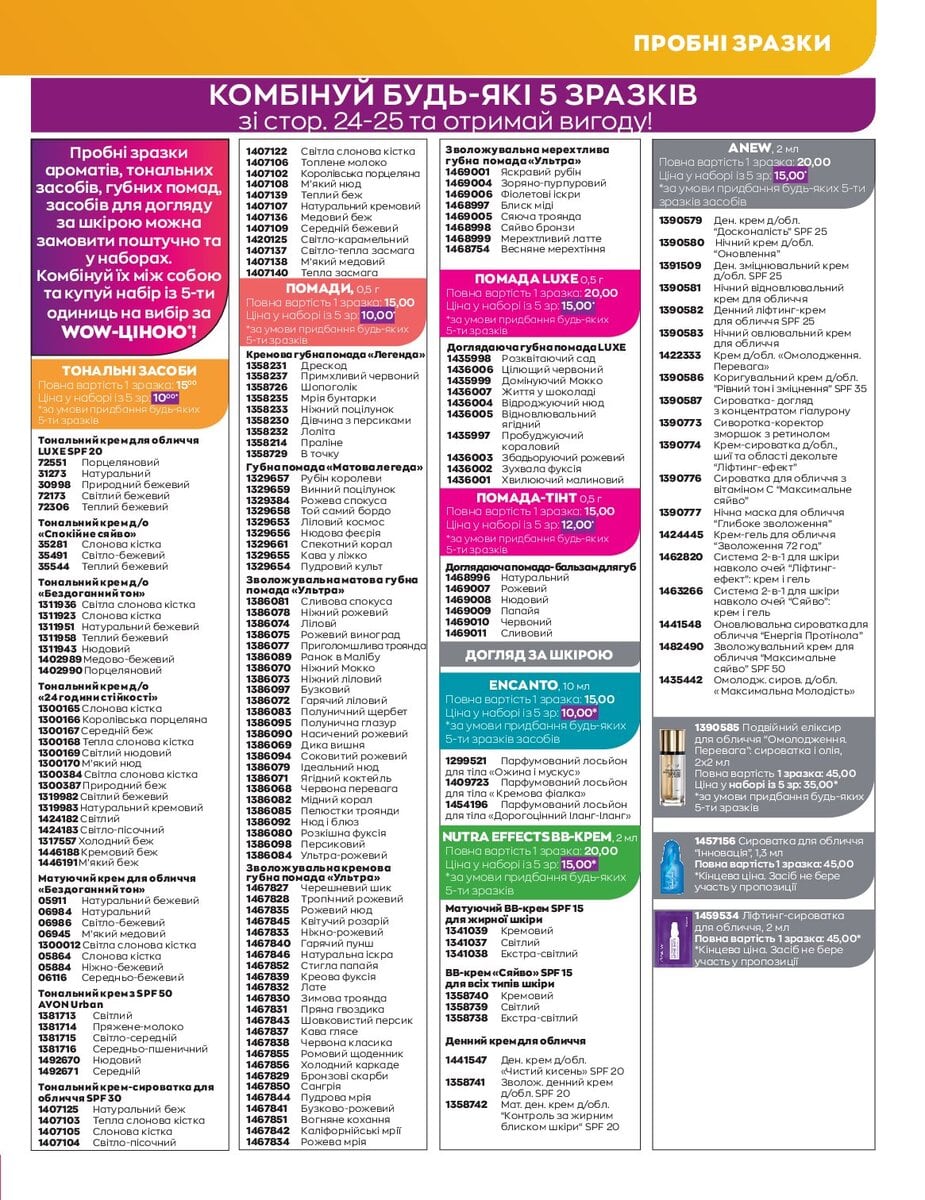 ПРОБНІ ЗРАЗКИ
КОМБІНУЙ БУДЬ-ЯКІ 5 ЗРАЗКІВ
зі стор. 24-25 та отримай вигоду!
Пробні зразки
ароматів, тональних
засобів, губних помад,
засобів для догляду
за шкірою можна
замовити поштучно та
у наборах.
Комбінуй їх між собою
та купуй набір із 5-ти
одиниць на вибір за
WOW-ЦІНОЮ*!
ТОНАЛЬНІ ЗАСОБИ
Повна вартість 1 зразка: 15⁰⁰
Ціна у наборі із 5 зр: 10⁰⁰*
*за умови придбання будь-яких
5-ти зразків
Тональний крем для обличчя
LUXE SPF 20
72551 Порцеляновий
31273 Натуральний
30998 Природний бежевий
72173 Світлий бежевий
72306 Теплий бежевий
Тональний крем д/о
«Спокійне сяйво»
35281 Слонова кістка
35491 Світло-бежевий
35544 Теплий бежевий
Тональний крем д/о
«Бездоганний тон»
1311936 Світла слонова кістка
1311923 Слонова кістка
1311951 Натуральний бежевий
1311958 Теплий бежевий
1311943 Нюдовий
1402989 Медово-бежевий
1402990 Порцеляновий
Тональний крем д/о
«24 години стійкості»
1300165 Слонова кістка
1300166 Королівська порцеляна
1300167 Середній беж
1300168 Тепла слонова кістка
1300169 Світлий нюдовий
1300170 М'який нюд
1300384 Світла слонова кістка
1300387 Природний беж
1319982 Світлий бежевий
1319983 Натуральний кремовий
1424182 Світлий
1424183 Світло-пісочний
1317557 Холодний беж
1446188 Кремовий беж
1446191 М'який беж
Матуючий крем для обличчя
«Бездоганний тон»
05911 Натуральний бежевий
06984 Натуральний
06986 Світло-бежевий
06945 М'який медовий
1300012 Світла слонова кістка
05864 Слонова кістка
05884 Ніжно-бежевий
06116 Середньо-бежевий
Тональний крем з SPF 50
AVON Urban
1381713 Світлий
1381714 Пряжене-молоко
1381715 Світло-середній
1381716 Середньо-пшеничний
1492670 Нюдовий
1492671 Середній
Тональний крем-сироватка для
обличчя SPF 30
1407125 Натуральний беж
1407103 Тепла слонова кістка
1407105 Слонова кістка
1407104 Світло-пісочний
1407122 Світла слонова кістка
1407106 Топлене молоко
1407102 Королівська порцеляна
1407108 М'який нюд
1407139 Теплий беж
1407107 Натуральний кремовий
1407136 Медовий беж
1407109 Середній бежевий
1420125 Світло-карамельний
1407137 Світло-тепла засмага
1407138 М'який медовий
1407140 Тепла засмага
ПОМАДИ, 0,5 г
Повна вартість 1 зразка: 15,00
Ціна у наборі із 5 зр: 10,00*
*за умови придбання будь-яких
5-ти зразків
Кремова губна помада «Легенда»
1358231 Дрескод
1358237 Примхливий червоний
1358726 Шопоголік
1358235 Мрія бунтарки
1358233 Ніжний поцілунок
1358230 Дівчина з персиками
1358232 Лоліта
1358214 Праліне
1358729 В точку
Губна помада «Матова легеда»
1329657 Рубін королеви
1329659 Винний поцілунок
1329384 Рожева спокуса
1329658 Той самий бордо
1329653 Ліловий космос
1329656 Нюдова феєрія
1329661 Спекотний корал
1329655 Кава у ліжко
1329654 Пудровий культ
Зволожувальна матова губна
помада «Ультра»
1386081 Сливова спокуса
1386078 Ніжний рожевий
1386074 Лілові
1386075 Рожевий виноград
1386077 Приголомшлива троянда
1386089 Ранок в Малібу
1386070 Ніжний Мокко
1386073 Ніжний ліловий
1386097 Бузковий
1386072 Гарячий ліловий
1386083 Полуничний щербет
1386095 Полунична глазур
1386090 Насичений рожевий
1386069 Дика вишня
1386094 Соковитий рожевий
1386079 Ідеальний нюд
1386071 Ягідний коктейль
1386068 Червона перевага
1386082 Мідний корал
1386085 Пелюстки троянди
1386092 Нюд і блюз
1386080 Розкішна фуксія
1386098 Персиковий
1386084 Ультра-рожевий
Зволожувальна кремова
губна помада «Ультра»
1467827 Черешневий шик
1467828 Тропічний рожевий
1467835 Рожевий нюд
1467845 Квітучий розарій
1467833 Ніжно-рожевий
1467840 Гарячий пунш
1467846 Натуральна іскра
1467852 Стигла папайя
1467839 Креаова фуксія
1467832 Лате
1467830 Зимова троянда
1467831 Пряна гвоздика
1467843 Шовковистий персик
1467837 Кава глясе
1467838 Червона класика
1467855 Ромовий щоденник
1467856 Холодний каркаде
1467829 Бронзові скарби
1467850 Сангрія
1467844 Пудрова мрія
1467841 Бузково-рожевий
1467851 Вогняне кохання
1467842 Каліфорнійські мрії
1467834 Рожева мрія
Зволожувальна мерехтлива
губна помада «Ультра»
1469001 Яскравий рубін
1469004 Зоряно-пурпуровий
1469006 Фіолетові іскри
1468997 Блиск міді
1469005 Сяюча троянда
1468998 Сяйво бронзи
1468999 Мерехтливий латте
1468754 Весняне мерехтіння
ПОМАДА LUXE 0,5 г
Повна вартість 1 зразка: 20,00
Ціна у наборі із 5 зр: 15,00*
*за умови придбання будь-яких
5-ти зразків
Доглядаюча губна помада LUXE
1435998 Розквітаючий сад
1436006 Цілющий червоний
1435999 Домінуючий Мокко
1436007 Життя у шоколаді
1436004 Відроджуючий нюд
1436005 Відновлювальний
ягідний
1435997 Пробуджуючий
кораловий
1436003 Збадьоруючий рожевий
1436002 Зухвала фуксія
1436001 Хвилюючий малиновий
ПОМАДА-ТІНТ 0,5 г
Повна вартість 1 зразка: 15,00
Ціна у наборі із 5 зр: 12,00*
*за умови придбання будь-яких
5-ти зразків
Доглядаюча помада-бальзам для губ
1468996 Натуральний
1469007 Рожевий
1469008 Нюдовий
1469009 Папайя
1469010 Червоний
1469011 Сливовий
ДОГЛЯД ЗА ШКІРОЮ
ENCANTO, 10 мл
Повна вартість 1 зразка: 15,00
Ціна у наборі із 5 зр: 10,00*
*за умови придбання будь-яких
5-ти зразків засобів
1299521 Парфумований лосьйон
для тіла «Ожина і мускус»
1409723 Парфумований лосьйон
для тіла « Кремова фіалка»
1454196 Парфумований лосьйон
для тіла «Дорогоцінний Іланг-Іланг»
NUTRA EFFECTS BB-КРЕМ, 2 мл
Повна вартість 1 зразка: 20,00
Ціна у наборі із 5 зр: 15,00*
*за умови придбання будь-яких
5-ти зразків
Матуючий BB-крем SPF 15
для жирної шкіри
1341039 Кремовий
1341037 Світлий
1341038 Екстра-світлий
BB-крем «Сяйво» SPF 15
для всіх типів шкіри
1358740 Кремовий
1358739 Світлий
1358738 Екстра-світлий
Денний крем для обличчя
1441547 Ден. крем д/обл.
«Чистий кисень» SPF 20
1358741 Зволож. денний крем
д/обл. SPF 20
1358742 Мат. ден. крем д/обл.
“Контроль за жирним
блиском шкіри” SPF 20
ANEW, 2 мл
Повна вартість 1 зразка: 20,00
Ціна у наборі із 5 зр: 15,00*
*за умови придбання будь-яких 5-ти
зразків засобів
1390579 Ден. крем д/обл.
“Досконалість” SPF 25
1390580 Нічний крем д/обл.
“Оновлення”
1391509 Ден. зміцнювальний крем
д/обл. SPF 25
1390581 Нічний відновлювальний
крем для обличчя
1390582 Денний ліфтинг-крем
для обличчя SPF 25
1390583 Нічний овлювальний крем
для обличчя
1422333 Крем д/обл. «Омолодження.
Перевага»
1390586 Коригувальний крем д/обл.
“Рівний тон і зміцнення” SPF 35
1390587 Сироватка- догляд
з концентратом гіалурону
1390773 Сиворотка-коректор
зморшок з ретинолом
1390774 Крем-сироватка д/обл.,
шиї та області декольте
“Ліфтинг-ефект”
1390776 Сироватка для обличчя з
вітаміном С “Максимальне
сяйво”
1390777 Нічна маска для обличчя
“Глибоке зволоження”
1424445 Крем-гель для обличчя
“Зволоження 72 год”
1462820 Система 2-в-1 для шкіри
навколо очей “Ліфтинг-
ефект”: крем і гель
1463266 Система 2-в-1 для шкіри
навколо очей “Сяйво”:
крем і гель
1441548 Оновлювальна сироватка для
обличчя “Енергія Протінола”
1482490 Зволожувальний крем
для обличчя “Максимальне
сяйво” SPF 50
1435442 Омолодж. сиров. д/обл.
«Максимальна Молодість»
1390585 Подвійний еліксир
для обличчя “Омолодження.
Перевага”: сироватка і олія,
2х2 мл
Повна вартість 1 зразка: 45,00
Ціна у наборі із 5 зр: 35,00*
*за умови придбання будь-яких
5-ти зразків
1457156 Сироватка для обличчя
“Інновація”, 1,3 мл
Повна вартість 1 зразка: 45,00
*Кінцева ціна. Засіб не бере
участь у пропозиції
1459534 Ліфтинг-сироватка
для обличчя, 2 мл
Повна вартість 1 зразка: 45,00*
*Кінцева ціна. Засіб не бере
участь у пропозиції